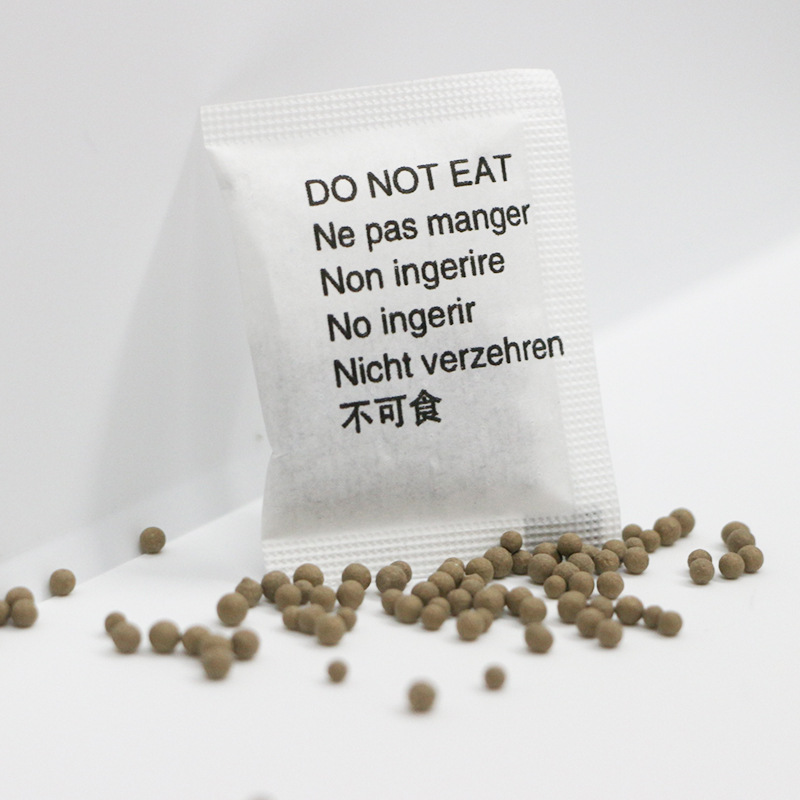 DO NOT EAT
Ne pas manger
Non ingerire
No ingerir
Nicht verzehren
不可食